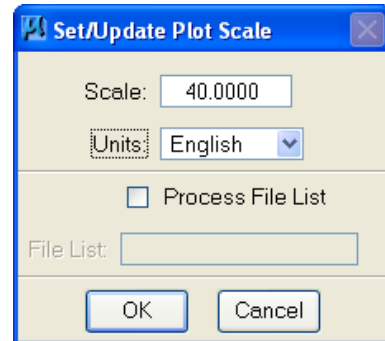 Set/Update Plot Scale
Scale: 40.0000
Units: English
Process File List
File List:
OK Cancel